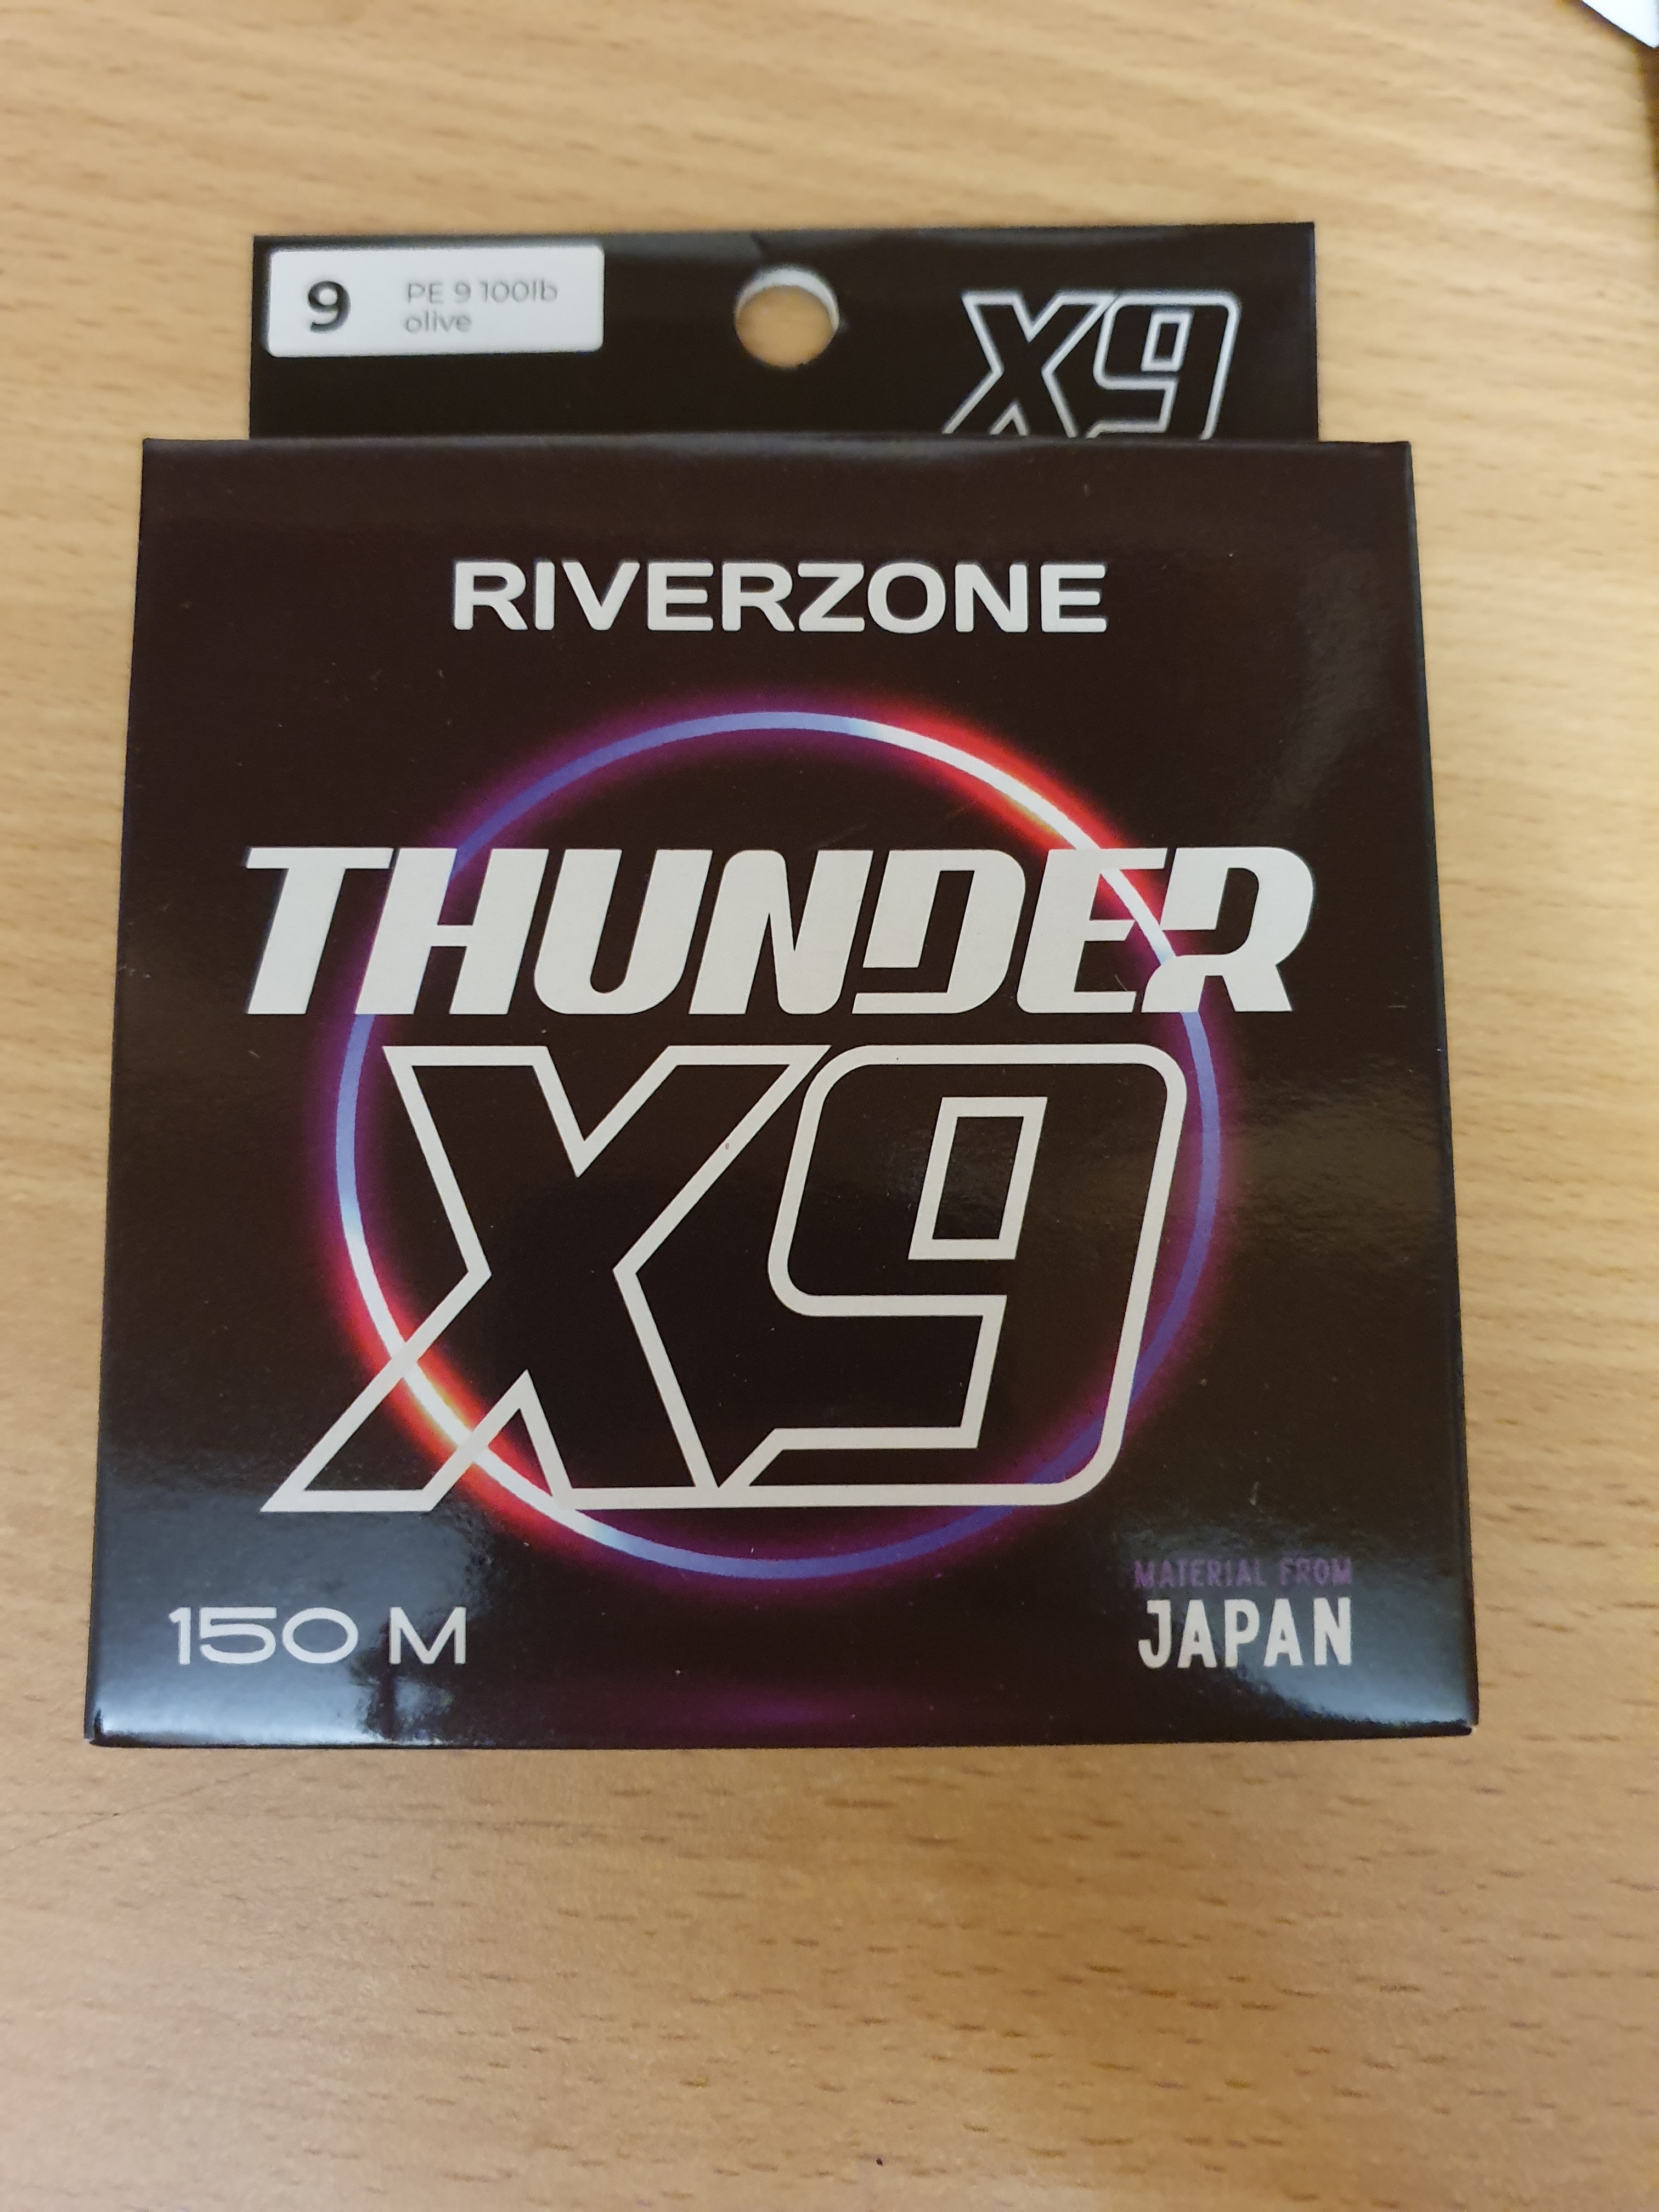 9
PE 9 100lb
olive
X9
RIVERZONE
THUNDER
X9
150 M
MATERIAL FROM
JAPAN